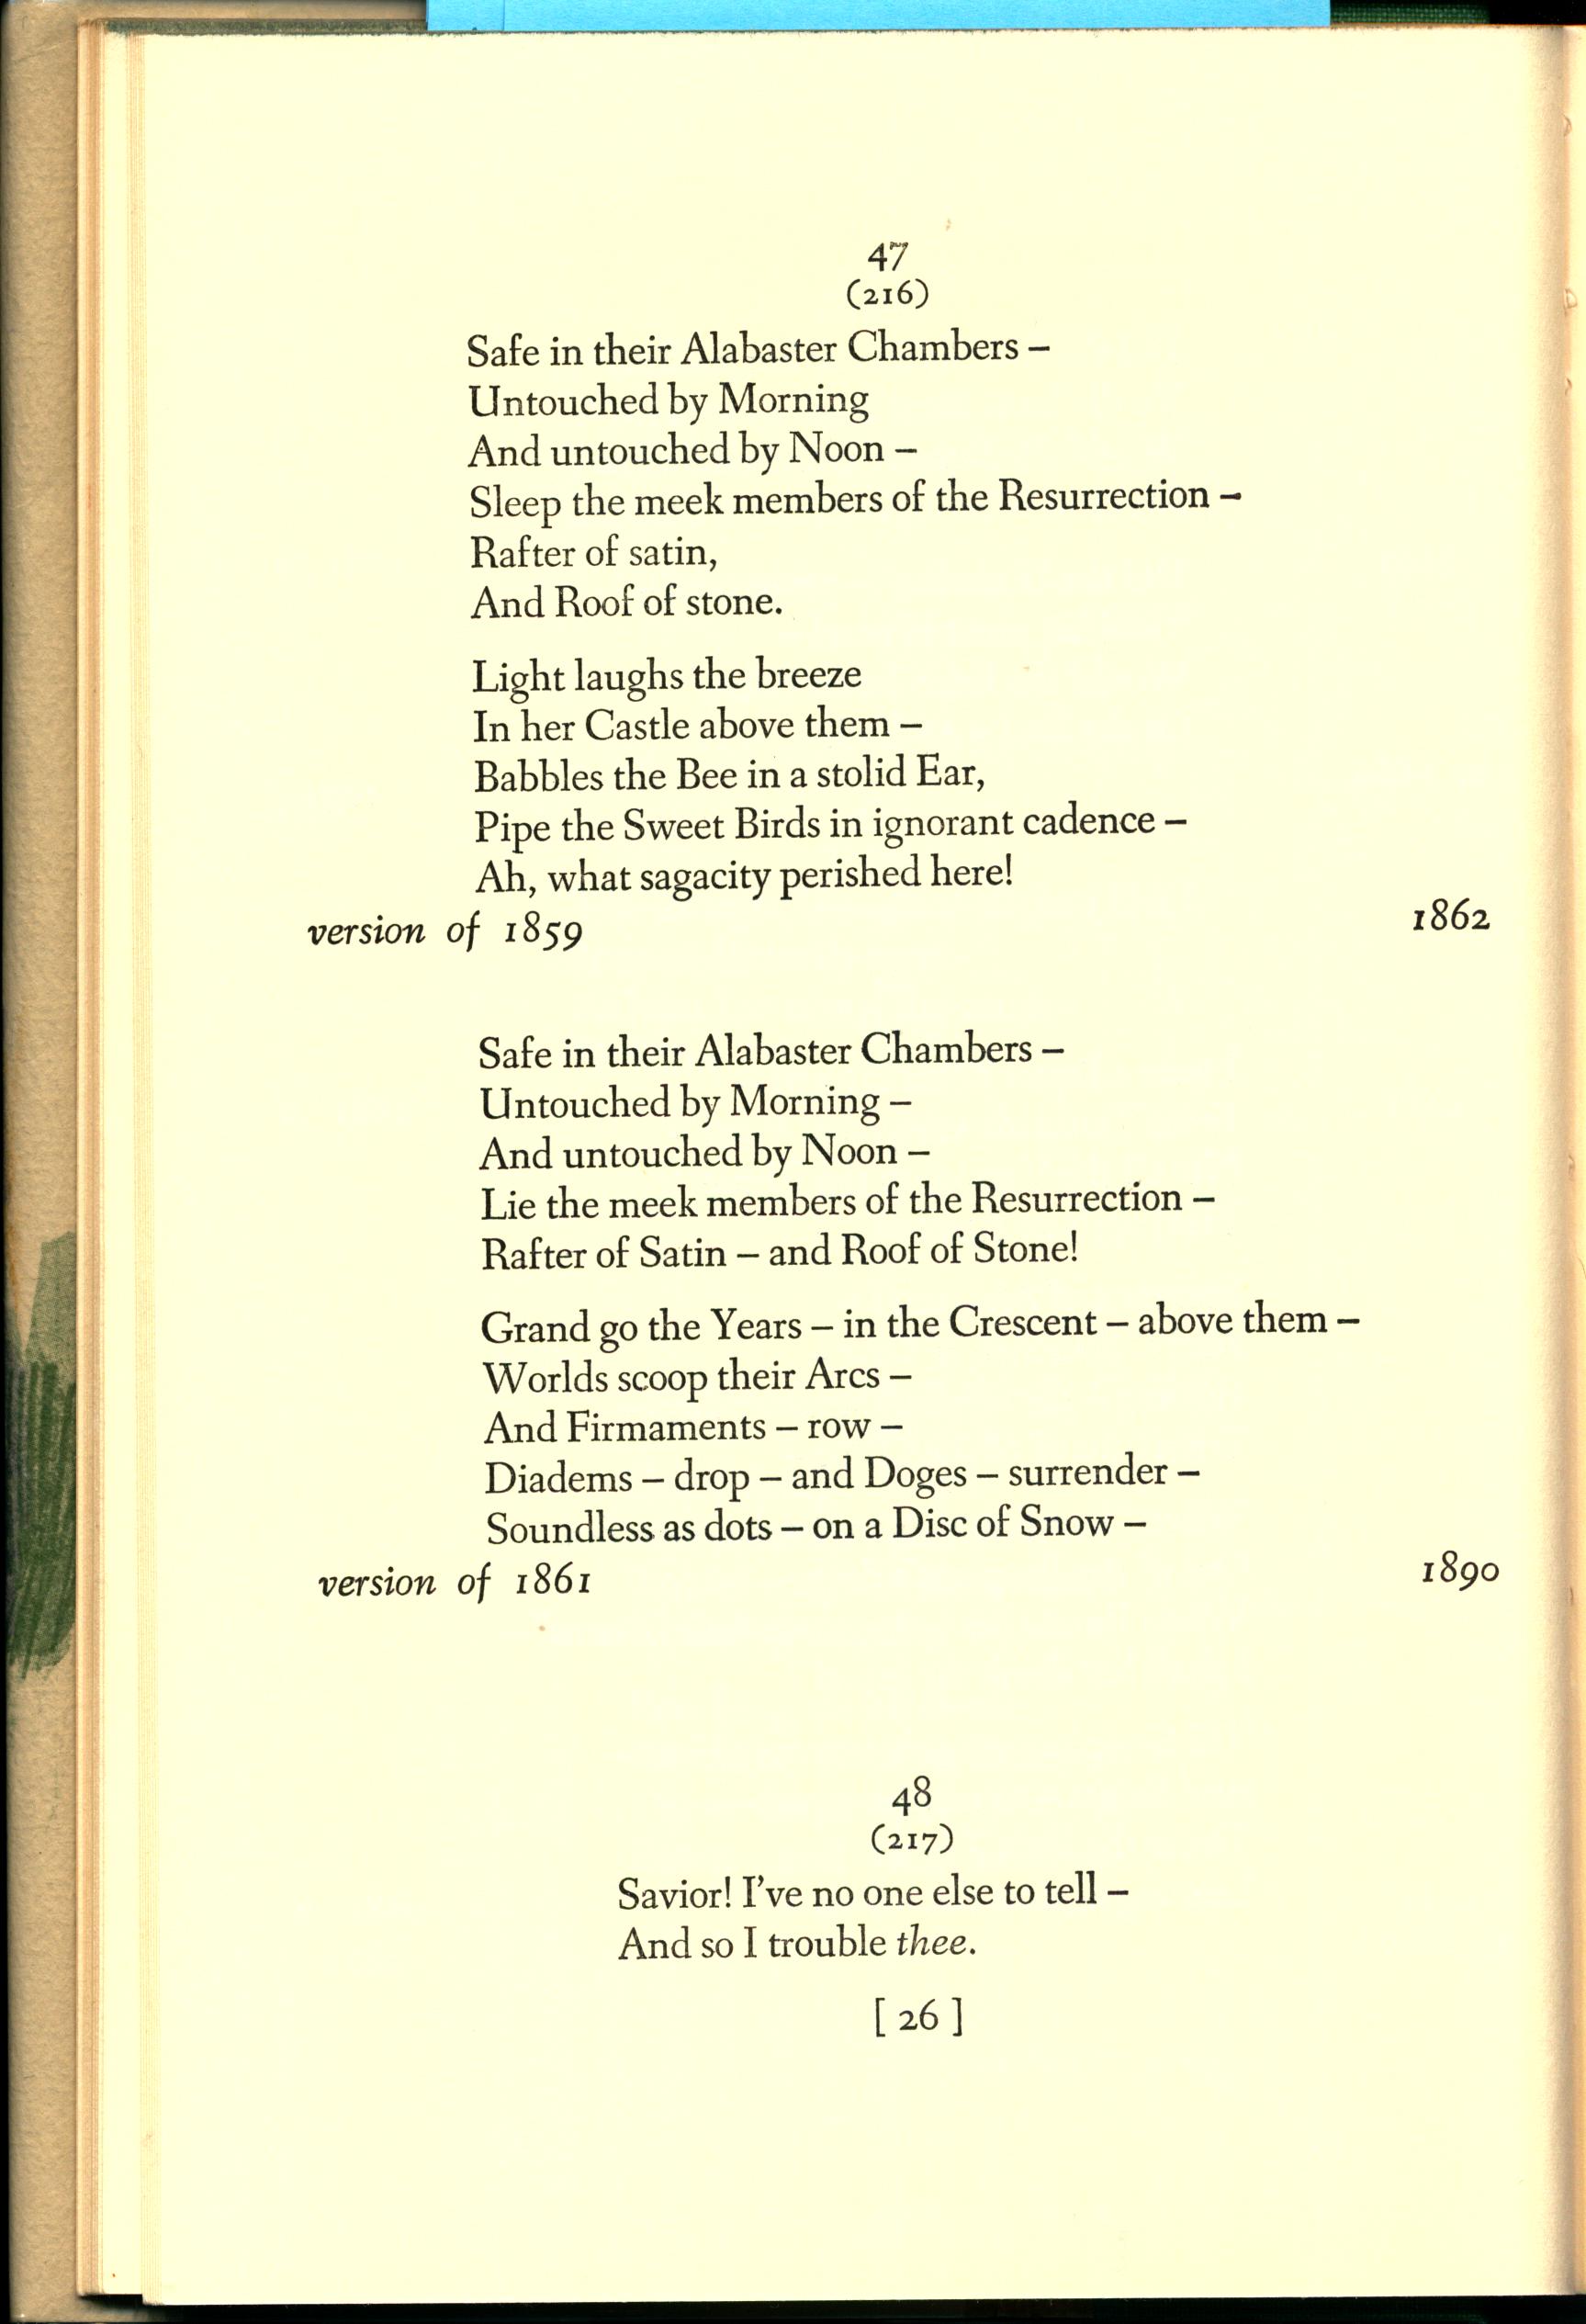 47
(216)
Safe in their Alabaster Chambers –
Untouched by Morning
And untouched by Noon –
Sleep the meek members of the Resurrection –
Rafter of satin,
And Roof of stone.
Light laughs the breeze
In her Castle above them –
Babbles the Bee in a stolid Ear,
Pipe the Sweet Birds in ignorant cadence –
Ah, what sagacity perished here!
version of 1859 1862
Safe in their Alabaster Chambers –
Untouched by Morning –
And untouched by Noon –
Lie the meek members of the Resurrection –
Rafter of Satin – and Roof of Stone!
Grand go the Years – in the Crescent – above them –
Worlds scoop their Arcs –
And Firmaments – row –
Diadems – drop – and Doges – surrender –
Soundless as dots – on a Disc of Snow –
version of 1861 1890
48
(217)
Savior! I've no one else to tell –
And so I trouble thee.
[ 26 ]